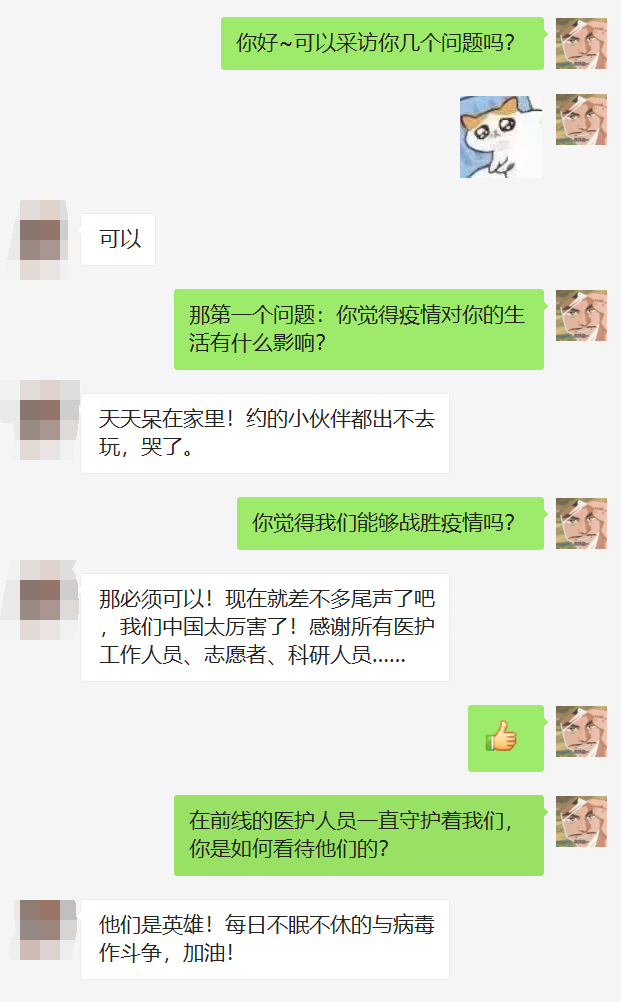 你好~可以采访你几个问题吗？
可以
那第一个问题：你觉得疫情对你的生
活有什么影响？
天天呆在家里！约的小伙伴都出不去
玩，哭了。
你觉得我们能够战胜疫情吗？
那必须可以！现在就差不多尾声了吧
，我们中国太厉害了！感谢所有医护
工作人员、志愿者、科研人员......
在前线的医护人员一直守护着我们，
你是如何看待他们的？
他们是英雄！每日不眠不休的与病毒
作斗争，加油！